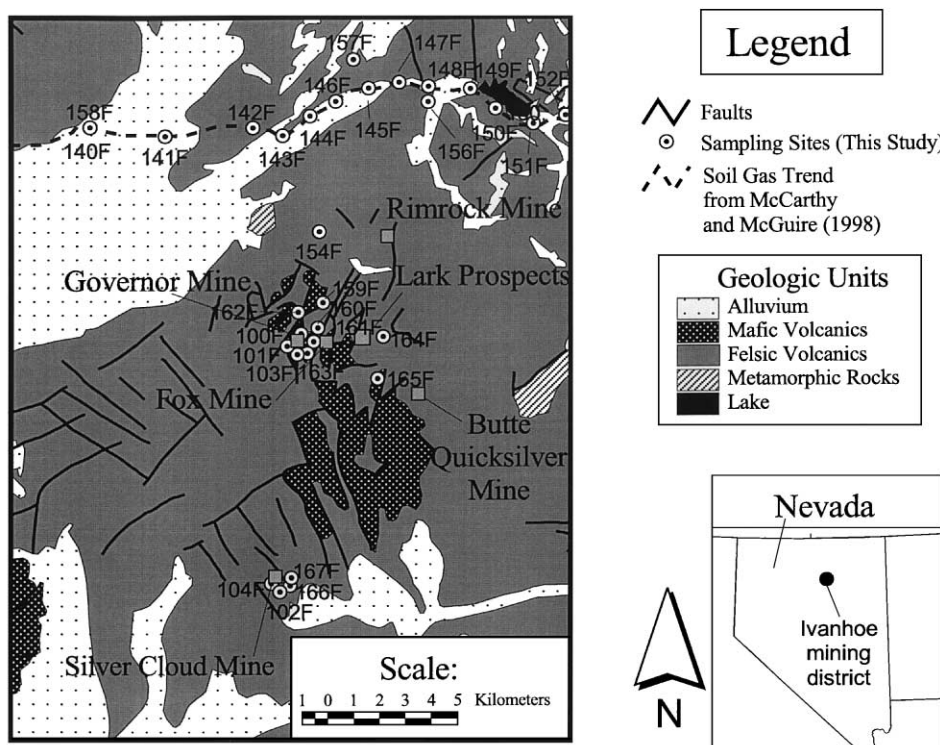 157F
147F
146F
148F
149F
152F
158F
142F
144F
145F
150F
140F
141F
143F
156F
151F
Rimrock Mine
154F
Governor Mine
Lark Prospects
159F
162F
160F
100F
164F
164F
101F
103F
163F
165F
Fox Mine
Butte
Quicksilver
Mine
167F
104F
166F
102F
Silver Cloud Mine
Scale:
1 0 1 2 3 4 5 Kilometers
Legend
Faults
Sampling Sites (This Study)
Soil Gas Trend
from McCarthy
and McGuire (1998)
Geologic Units
Alluvium
Mafic Volcanics
Felsic Volcanics
Metamorphic Rocks
Lake
Nevada
Ivanhoe
mining
district
N